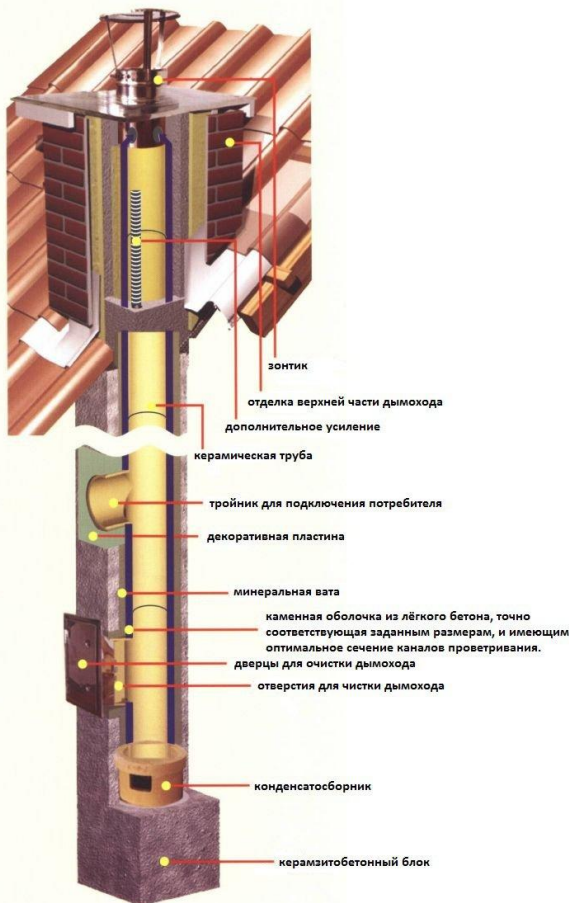 зонтик
отделка верхней части дымохода
дополнительное усиление
керамическая труба
тройник для подключения потребителя
декоративная пластина
минеральная вата
каменная оболочка из лёгкого бетона, точно
соответствующая заданным размерам, и имеющим
оптимальное сечение каналов проветривания.
дверцы для очистки дымохода
отверстия для чистки дымохода
конденсатосборник
керамзитобетонный блок